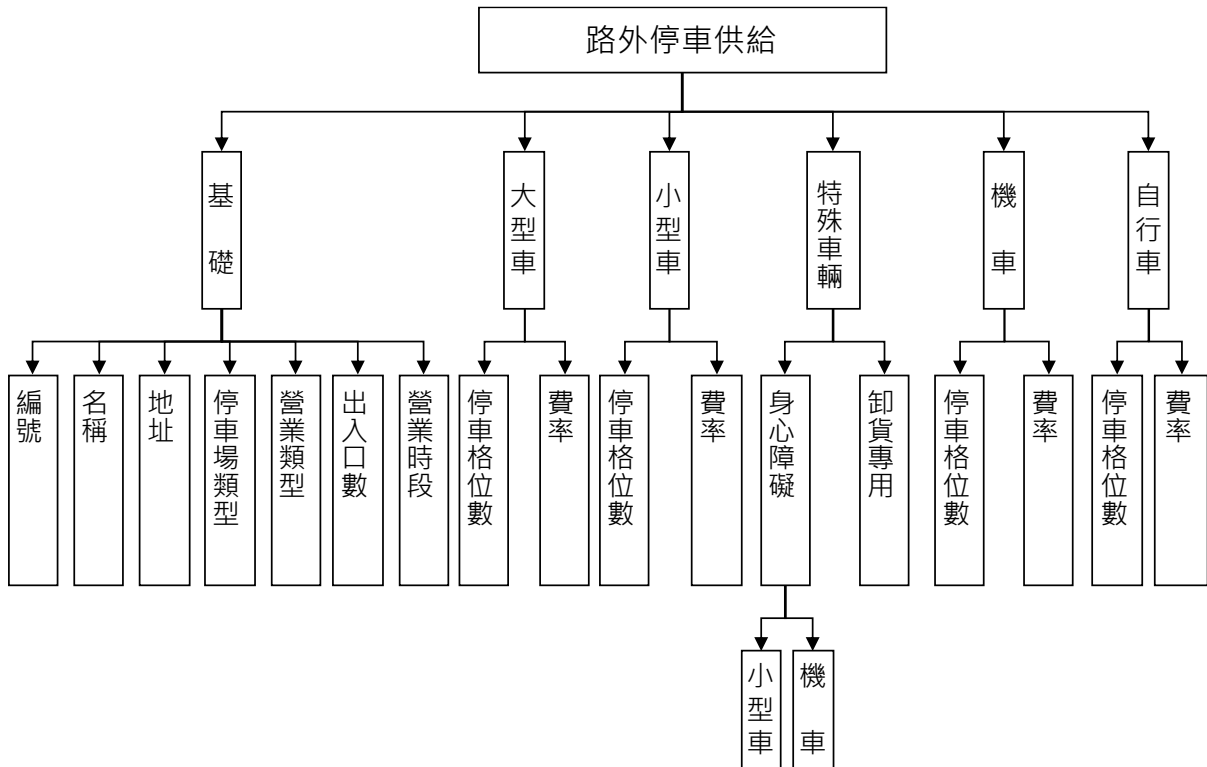 路外停車供給
基礎
大型車
小型車
特殊車輛
機車
自行車
編號
名稱
地址
停車場類型
營業類型
出入口數
營業時段
停車格位數
費率
停車格位數
費率
身心障礙
卸貨專用
停車格位數
費率
停車格位數
費率
小型車
機車